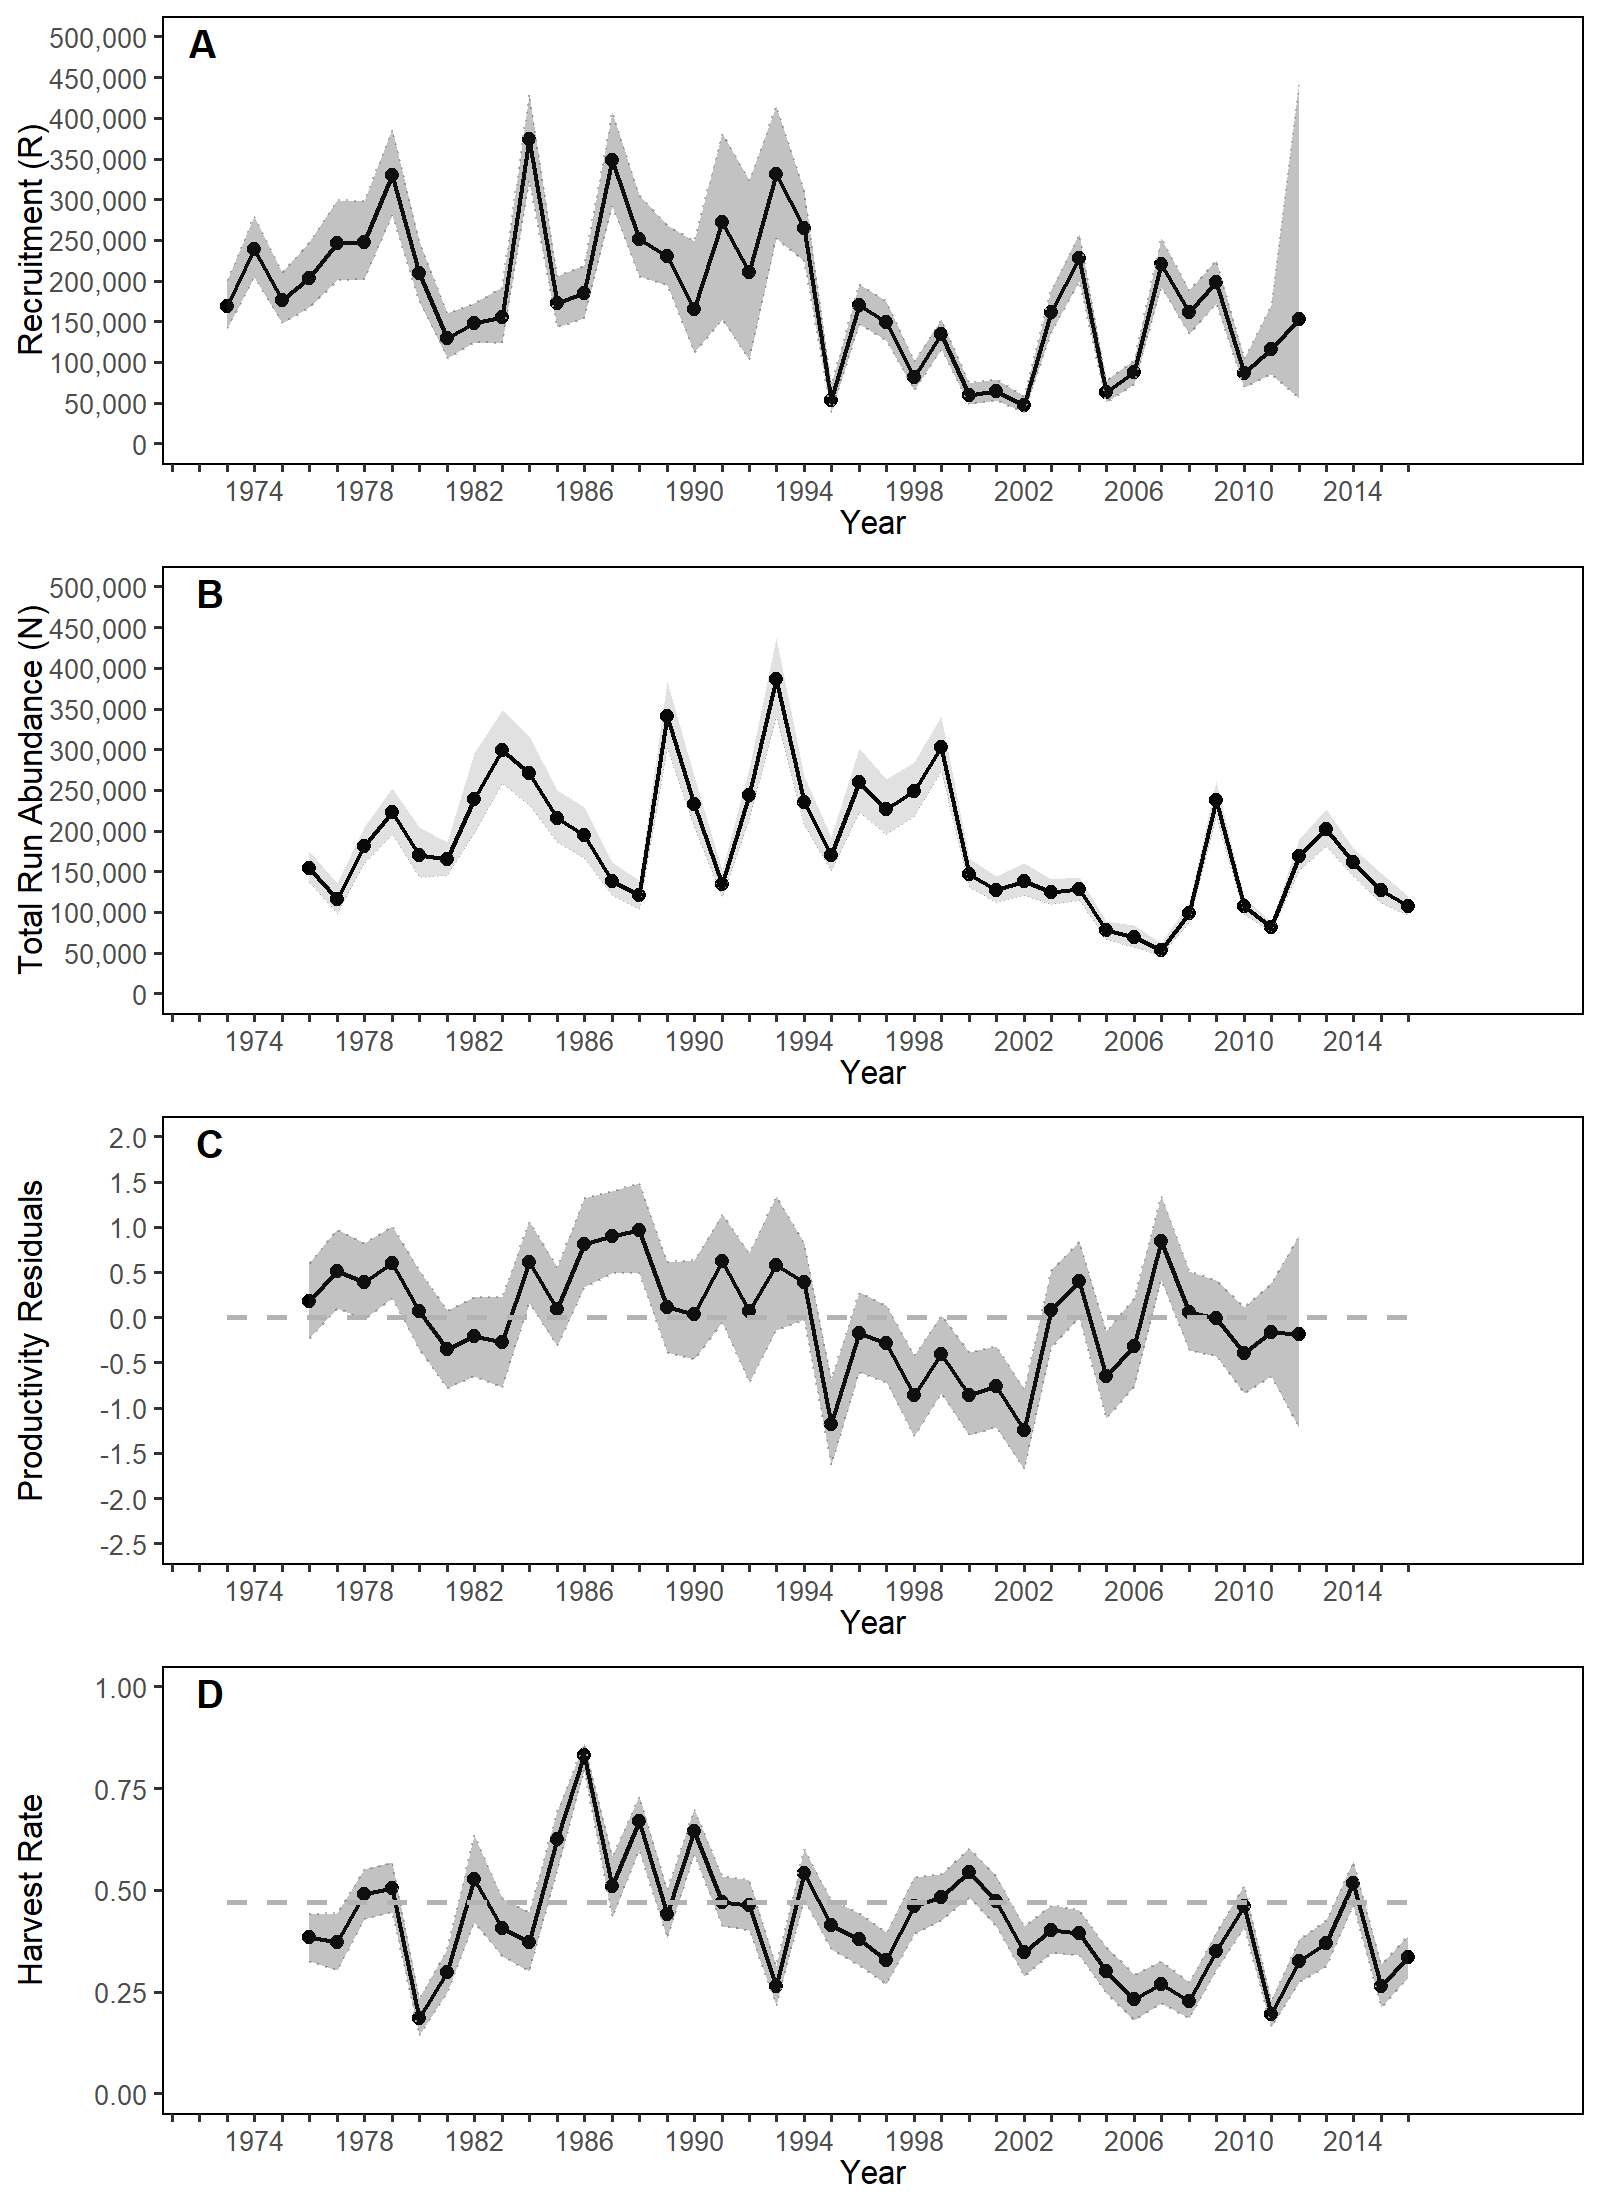 A
Recruitment (R)
500,000
450,000
400,000
350,000
300,000
250,000
200,000
150,000
100,000
50,000
0
1974 1978 1982 1986 1990 1994 1998 2002 2006 2010 2014
Year
B
Total Run Abundance (N)
500,000
450,000
400,000
350,000
300,000
250,000
200,000
150,000
100,000
50,000
0
1974 1978 1982 1986 1990 1994 1998 2002 2006 2010 2014
Year
C
Productivity Residuals
2.0
1.5
1.0
0.5
0.0
-0.5
-1.0
-1.5
-2.0
-2.5
1974 1978 1982 1986 1990 1994 1998 2002 2006 2010 2014
Year
D
Harvest Rate
1.00
0.75
0.50
0.25
0.00
1974 1978 1982 1986 1990 1994 1998 2002 2006 2010 2014
Year